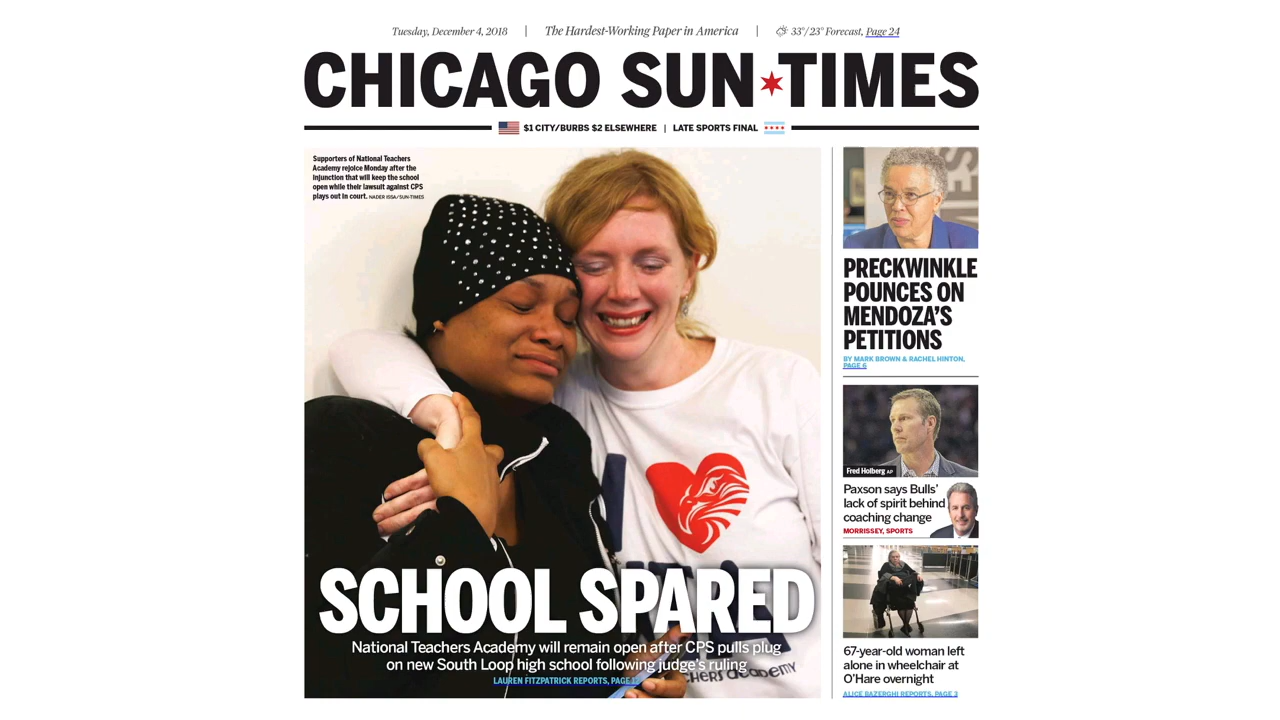 Tuesday, December 4, 2018 | The Hardest-Working Paper in America | 33°/23° Forecast, Page 24
CHICAGO SUN TIMES
$1 CITY/BURBS $2 ELSEWHERE | LATE SPORTS FINAL
Supporters of National Teachers
Academy rejoice Monday after the
injunction that will keep the school
open while their lawsuit against CPS
plays out in court. NADER ISSA/SUN-TIMES
I
SCHOOL SPARED
National Teachers Academy will remain open after CPS pulls plug
on new South Loop high school following judge's ruling
chers academy
LAUREN FITZPATRICK REPORTS, PAGE 12
PRECKWINKLE
POUNCES ON
MENDOZA'S
PETITIONS
BY MARK BROWN & RACHEL HINTON,
PAGE 6
Fred Hoiberg AP
Paxson says Bulls'
lack of spirit behind
coaching change
MORRISSEY, SPORTS
67-year-old woman left
alone in wheelchair at
O'Hare overnight
ALICE BAZERGHI REPORTS, PAGE 3